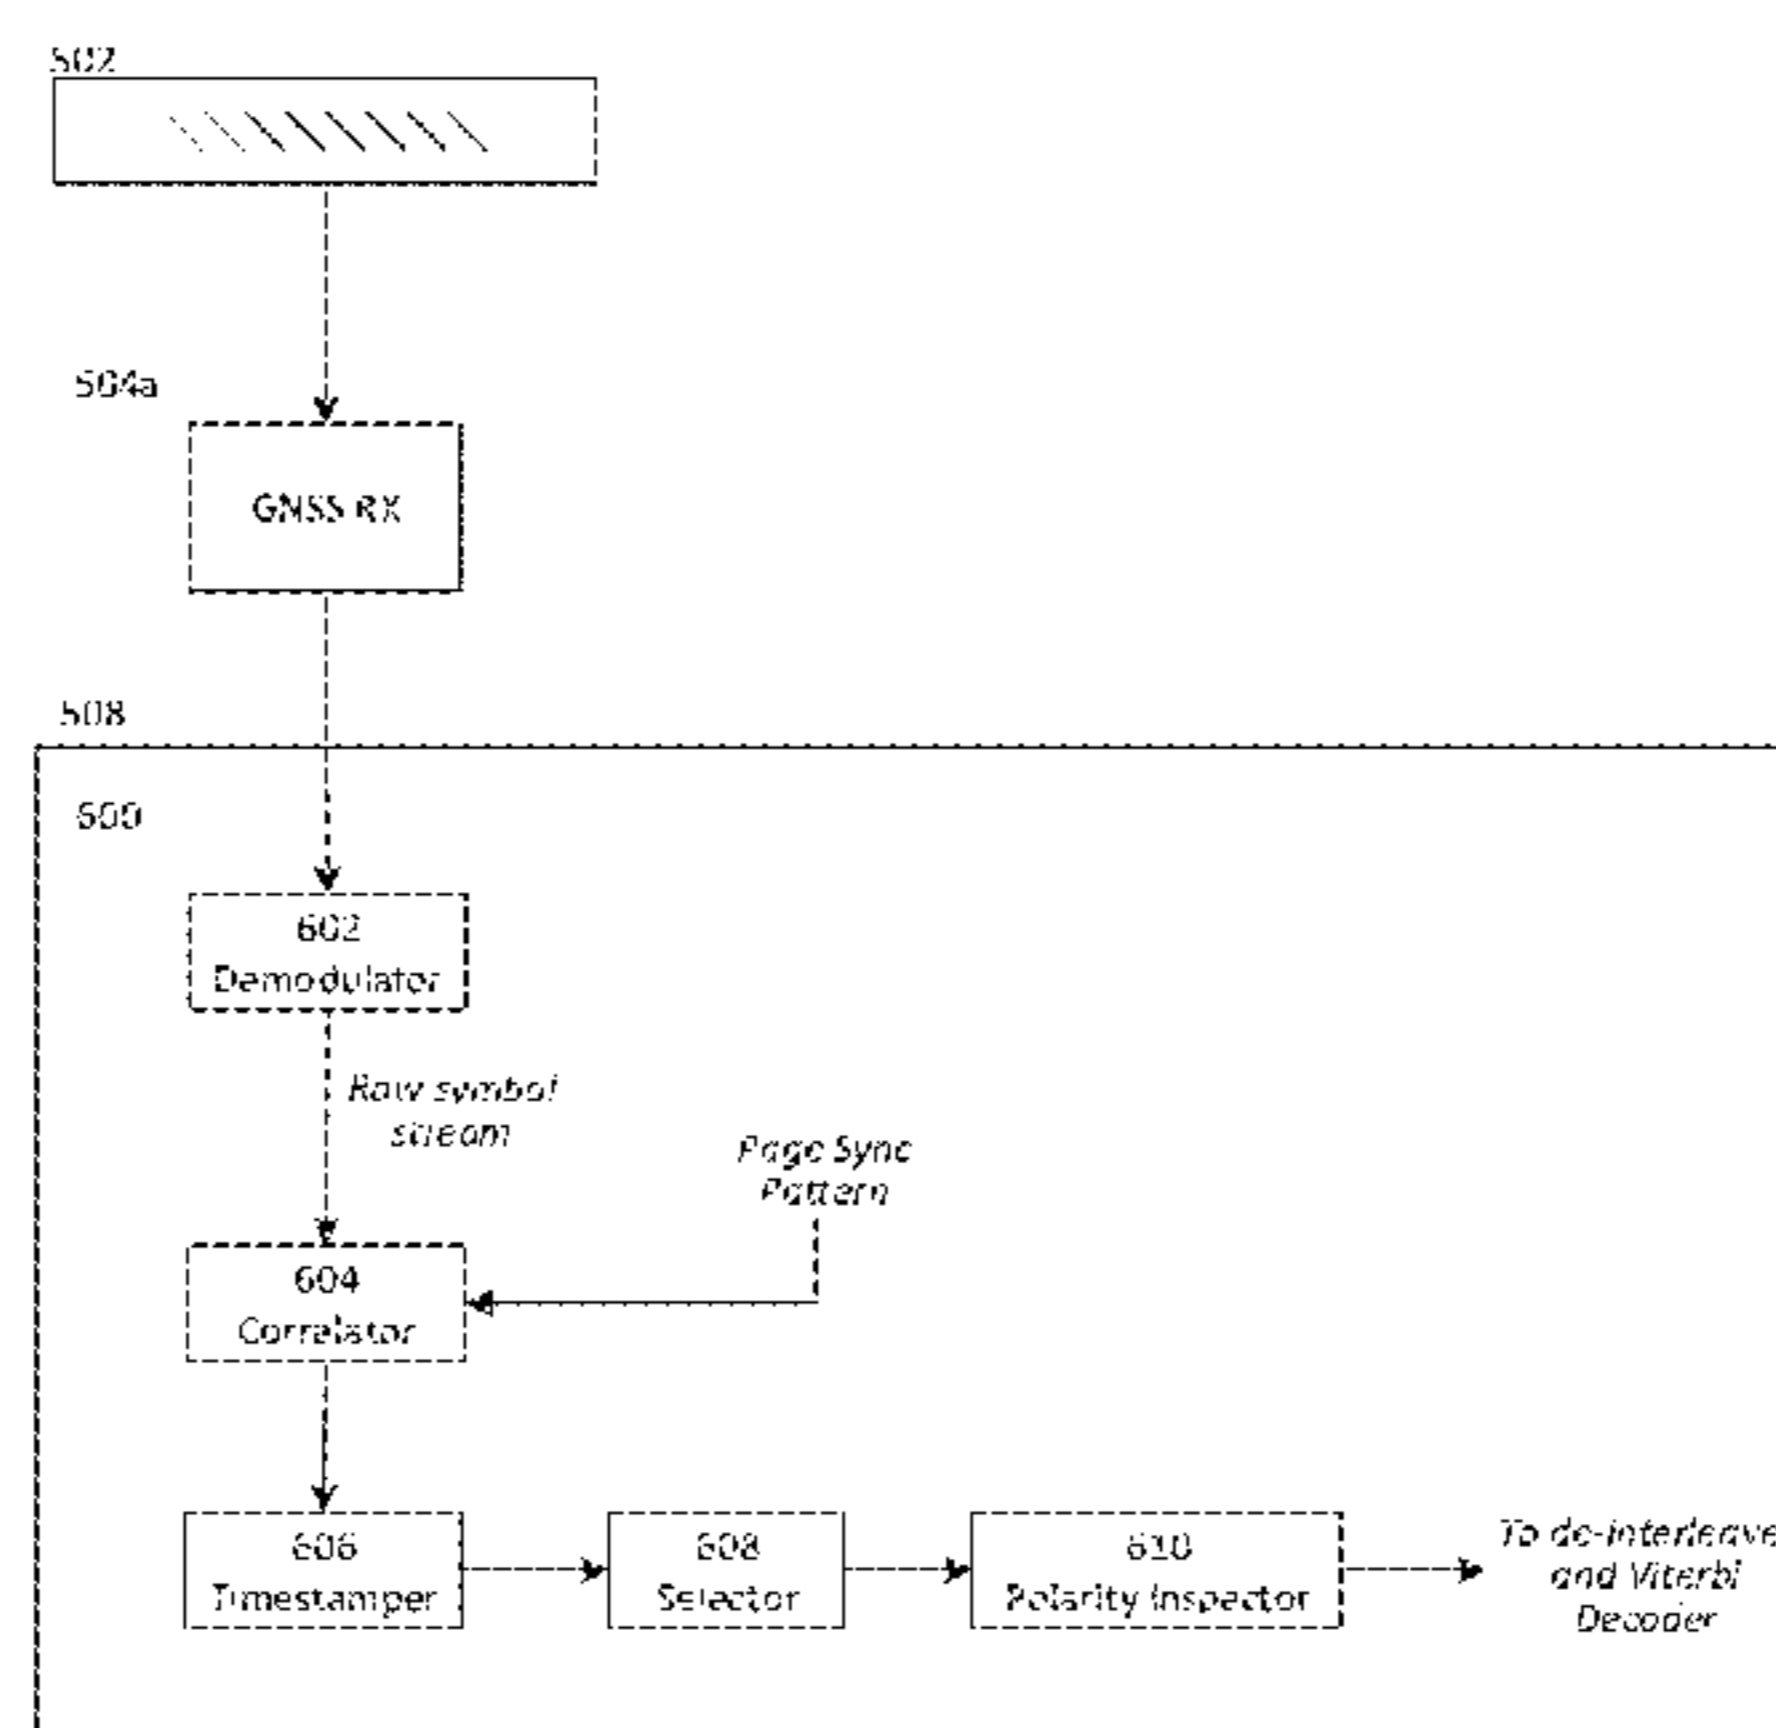 502
504a
GNSS RX
508
600
602
Demodulator
Raw symbol
stream
Page Sync
Pattern
604
Correlator
606
Timestamper
608
Selector
610
Polarity Inspector
To de-interleave
and Viterbi
Decoder